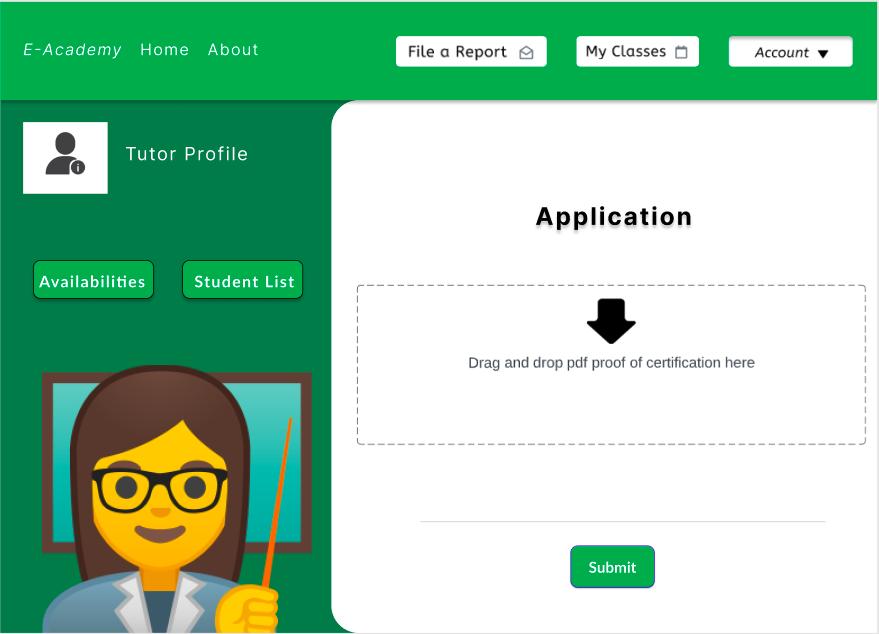 E-Academy Home About File a Report My Classes Account
Tutor Profile
Availabilities Student List
Application
Drag and drop pdf proof of certification here
Submit